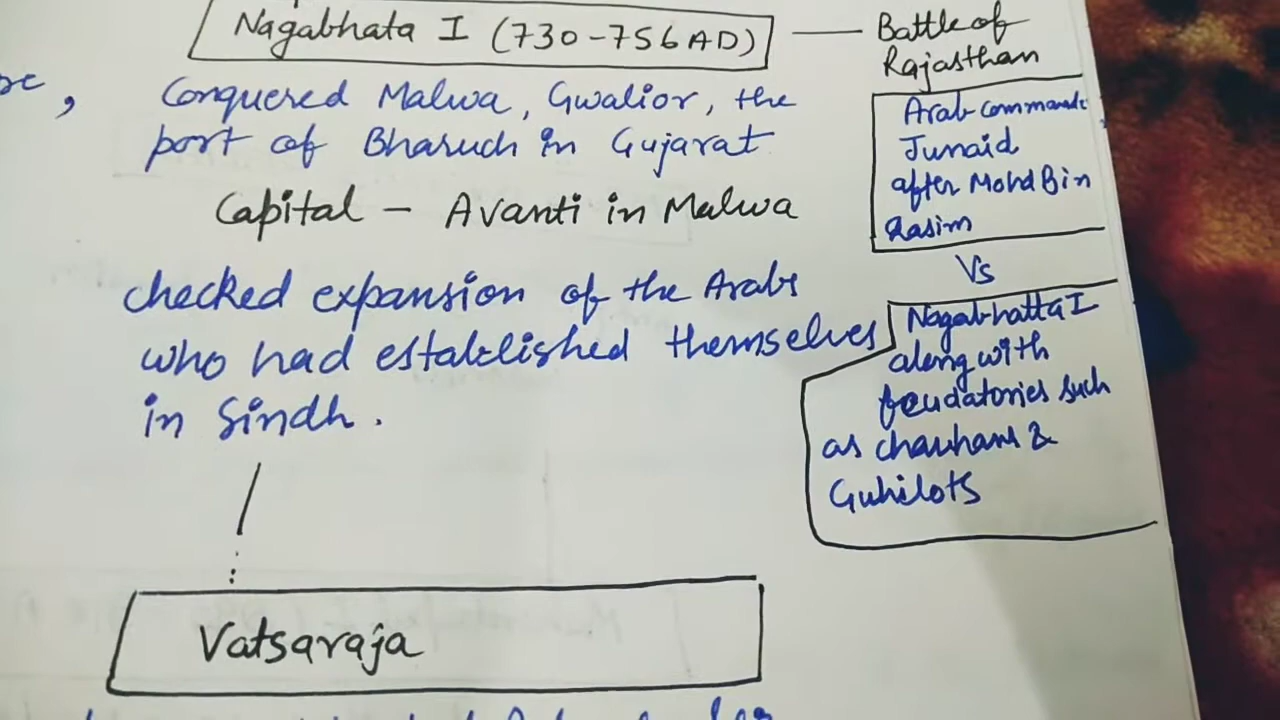 Nagabhata I (730-756AD)
Conquered Malwa, Gwalior, the
port of Bharuch in Gujarat
Capital - Avanti in Malwa
checked expansion of the Arabs
who had established themselves
in Sindh.
Vatsaraja
Battle of
Rajasthan
Arab commande
Junaid
after Mohd Bin
Qasim
Vs
Nagabhatta I
along with
feudatories such
as chauhans &
Guhilots